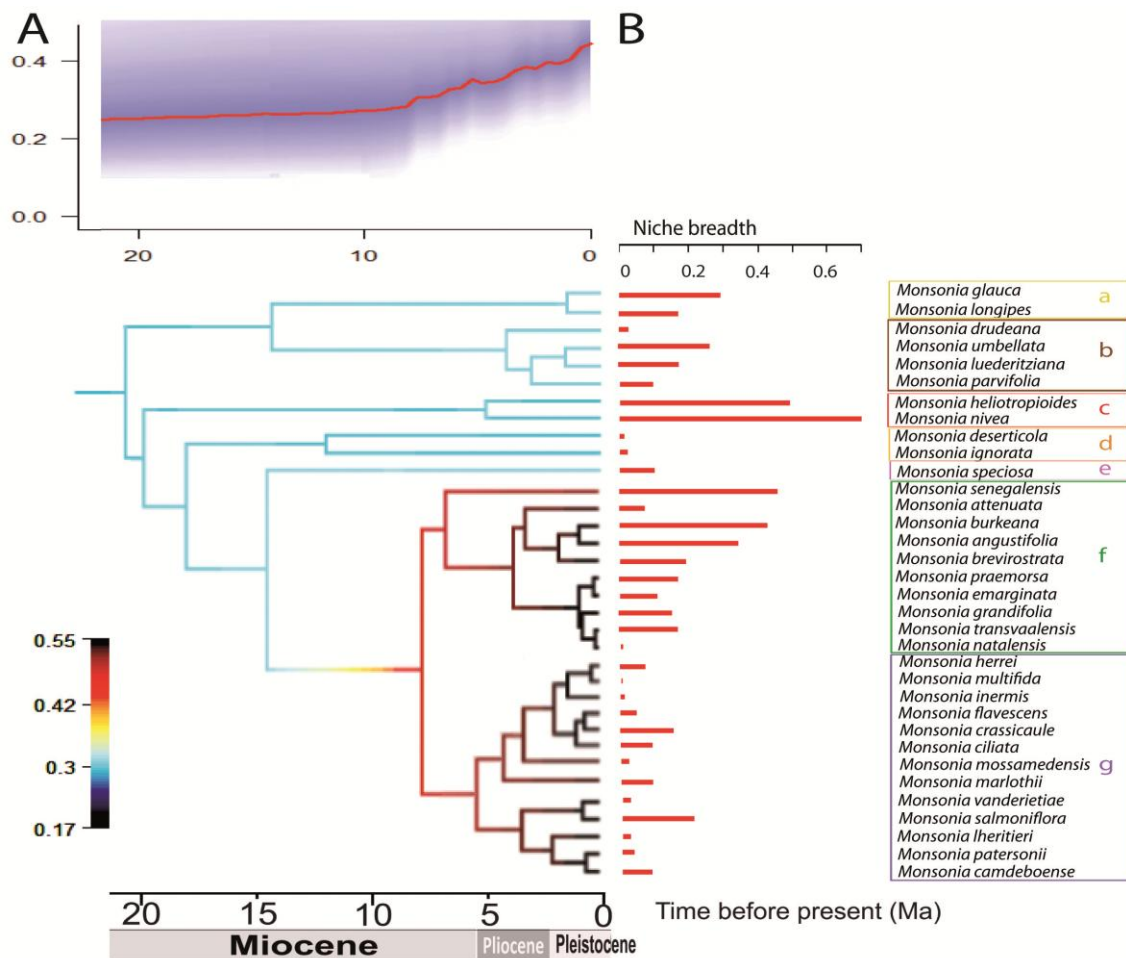 A
B
0.4
0.2
0.0
20
10
0
Niche breadth
0
0.2
0.4
0.6
Monsonia glauca
a
Monsonia longipes
Monsonia drudeana
Monsonia umbellata
b
Monsonia luederitziana
Monsonia parvifolia
Monsonia heliotropioides
c
Monsonia nivea
Monsonia deserticola
d
Monsonia ignorata
Monsonia speciosa
e
Monsonia senegalensis
Monsonia attenuata
Monsonia burkeana
Monsonia angustifolia
f
Monsonia brevirostrata
Monsonia praemorsa
Monsonia emarginata
Monsonia grandifolia
Monsonia transvaalensis
Monsonia natalensis
Monsonia herrei
Monsonia multifida
Monsonia inermis
Monsonia flavescens
Monsonia crassicaule
Monsonia ciliata
Monsonia mossamedensis
g
Monsonia marlothii
Monsonia vanderietiae
Monsonia salmoniflora
Monsonia lheritieri
Monsonia patersonii
Monsonia camdeboense
0.55
0.42
0.3
0.17
20
15
10
5
0
Time before present (Ma)
Miocene
Pliocene
Pleistocene